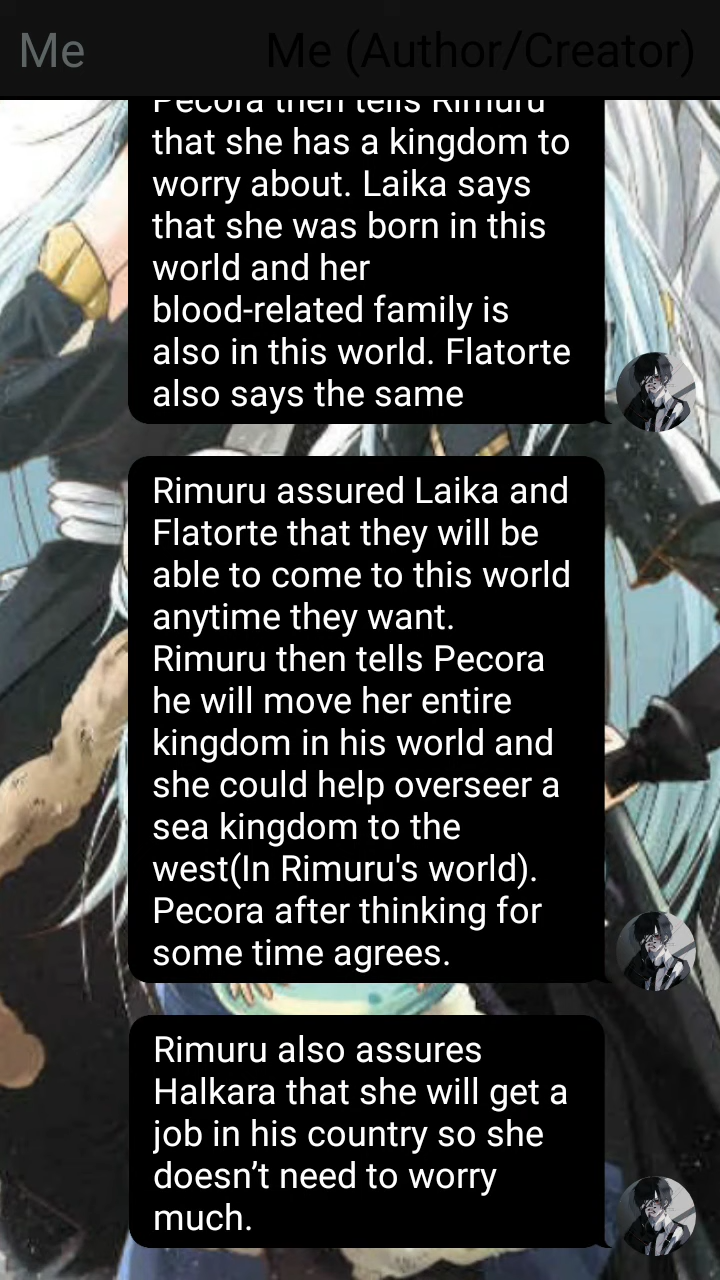 Me
Me (Author/Creator)
Pecora then tells Rimuru
that she has a kingdom to
worry about. Laika says
that she was born in this
world and her
blood-related family is
also in this world. Flatorte
also says the same
Rimuru assured Laika and
Flatorte that they will be
able to come to this world
anytime they want.
Rimuru then tells Pecora
he will move her entire
kingdom in his world and
she could help overseer a
sea kingdom to the
west(In Rimuru's world).
Pecora after thinking for
some time agrees.
Rimuru also assures
Halkara that she will get a
job in his country so she
doesn’t need to worry
much.